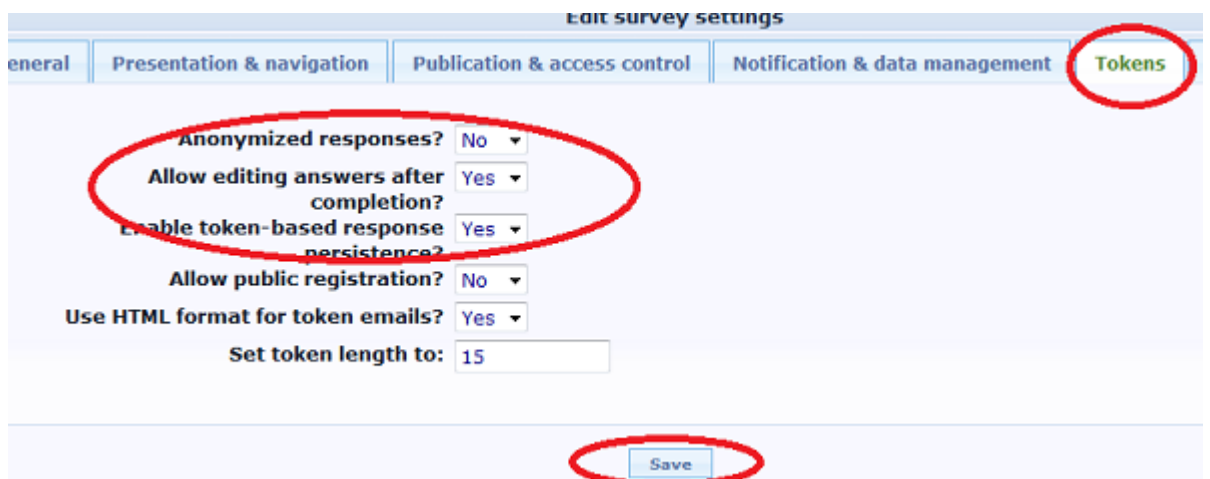 Edit survey settings
eneral Presentation & navigation Publication & access control Notification & data management Tokens
Anonymized responses? No
Allow editing answers after Yes
completion?
Enable token-based response Yes
persistence?
Allow public registration? No
Use HTML format for token emails? Yes
Set token length to: 15
Save